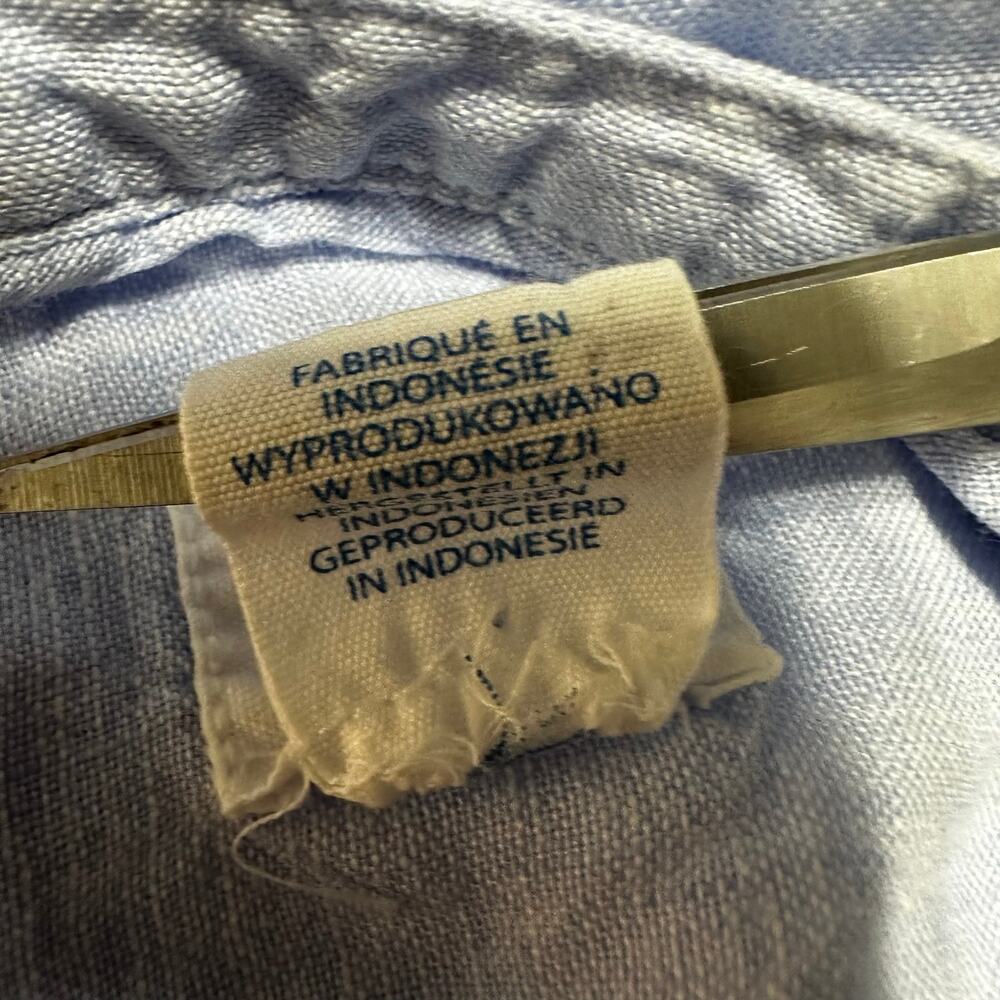 FABRIQUÉ EN
INDONÉSIE
WYPRODUKOWANO
W INDONEZJI
HERGESTELLT IN
INDONESIEN
GEPRODUCEERD
IN INDONESIË